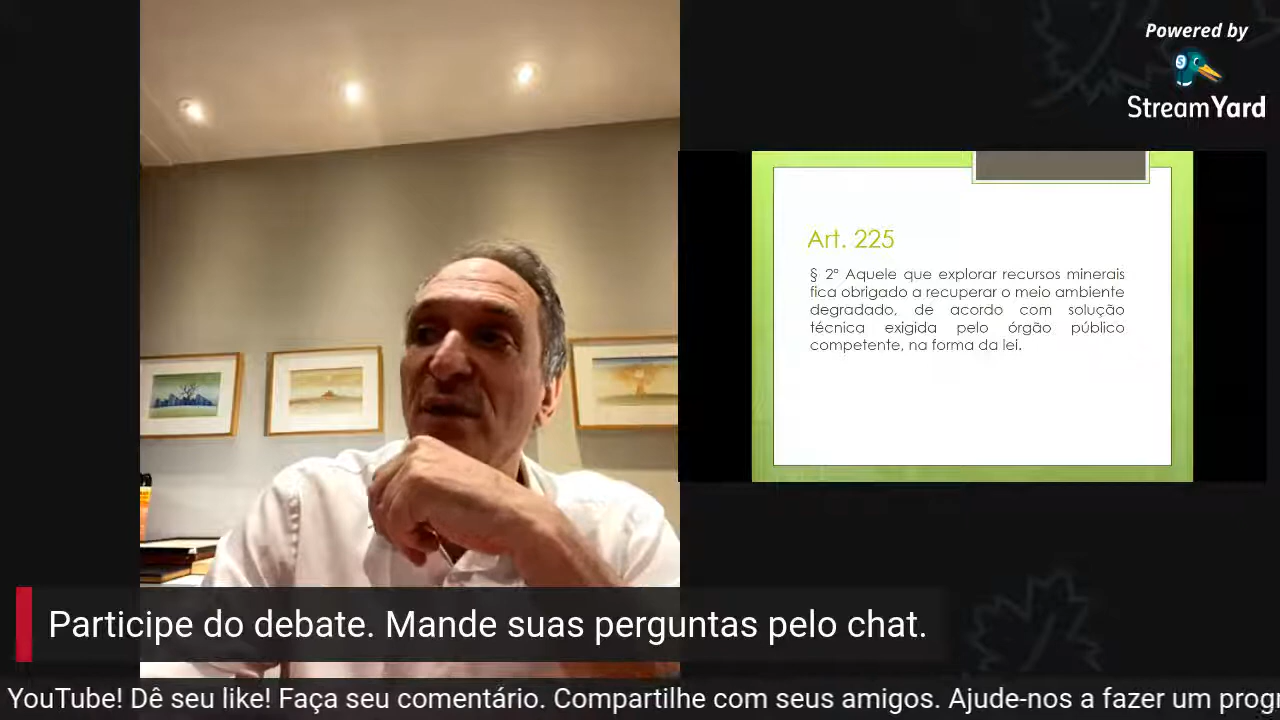 Powered by
StreamYard
Art. 225
§ 2º Aquele que explorar recursos minerais
fica obrigado a recuperar o meio ambiente
degradado, de acordo com solução
técnica exigida pelo órgão público
competente, na forma da lei.
Participe do debate. Mande suas perguntas pelo chat.
YouTube! Dê seu like! Faça seu comentário. Compartilhe com seus amigos. Ajude-nos a fazer um progr